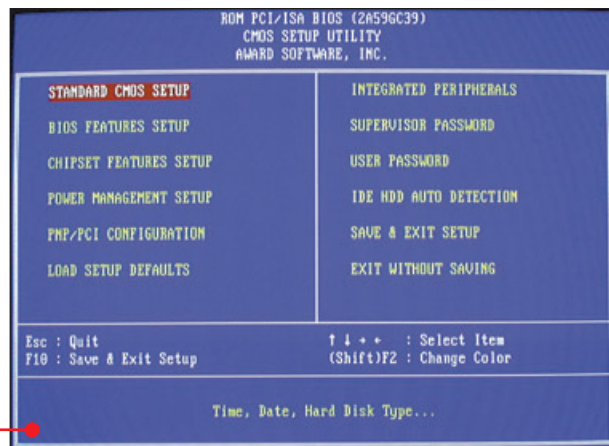 ROM PCI/ISA BIOS (2A59GC39)
CMOS SETUP UTILITY
AWARD SOFTWARE, INC.
STANDARD CMOS SETUP
BIOS FEATURES SETUP
CHIPSET FEATURES SETUP
POWER MANAGEMENT SETUP
PNP/PCI CONFIGURATION
LOAD SETUP DEFAULTS
INTEGRATED PERIPHERALS
SUPERVISOR PASSWORD
USER PASSWORD
IDE HDD AUTO DETECTION
SAVE & EXIT SETUP
EXIT WITHOUT SAVING
Esc : Quit
F10 : Save & Exit Setup
↑ ↓ → ← : Select Item
(Shift)F2 : Change Color
Time, Date, Hard Disk Type...